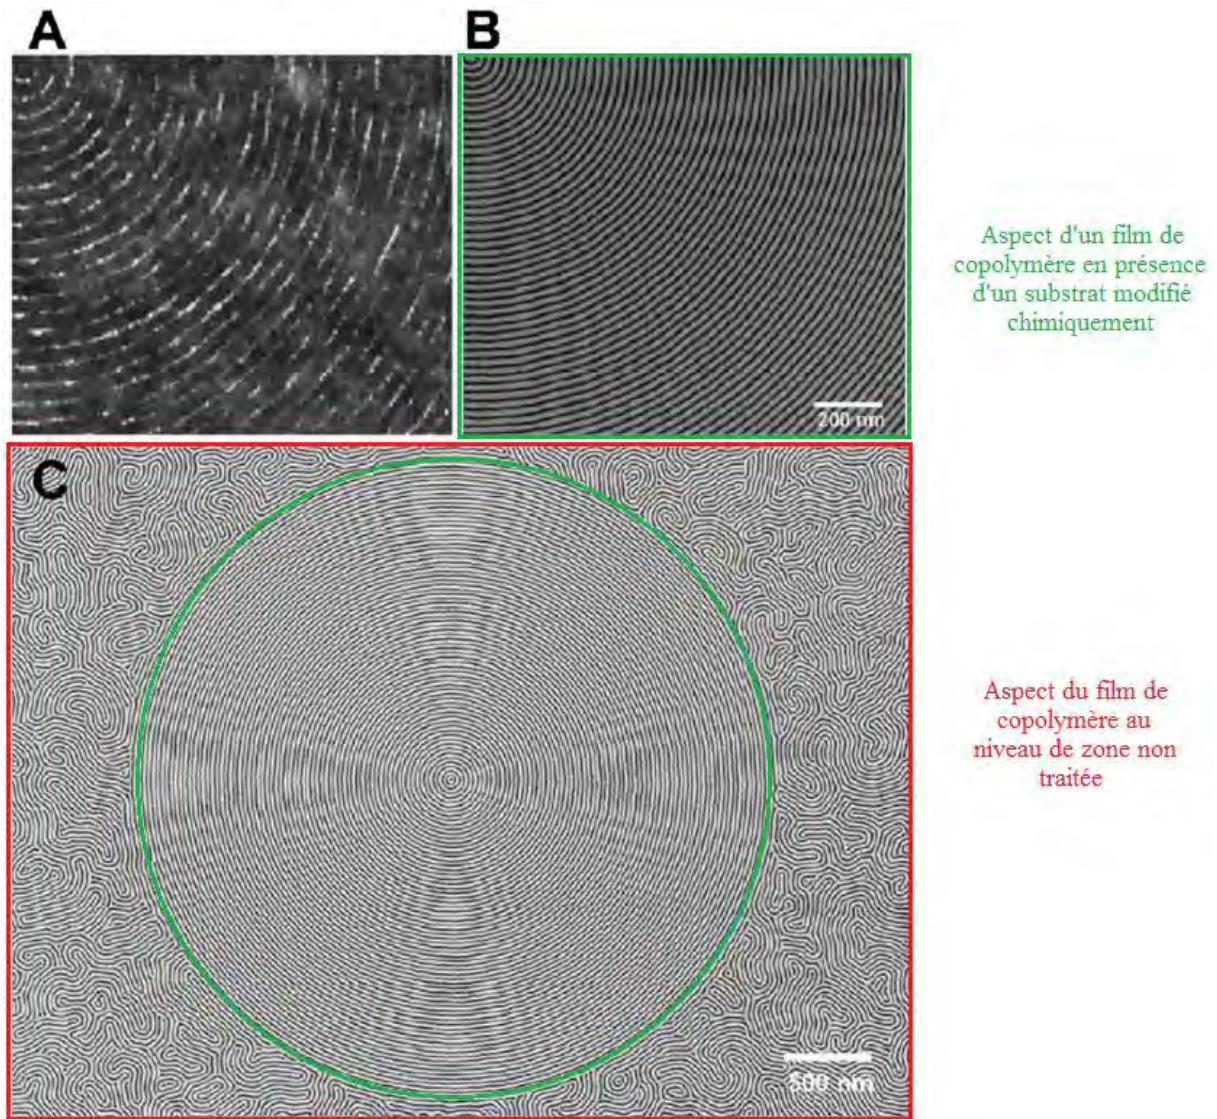 A
B
Aspect d'un film de
copolymère en présence
d'un substrat modifié
chimiquement
200 nm
C
Aspect du film de
copolymère au
niveau de zone non
traitée
500 nm